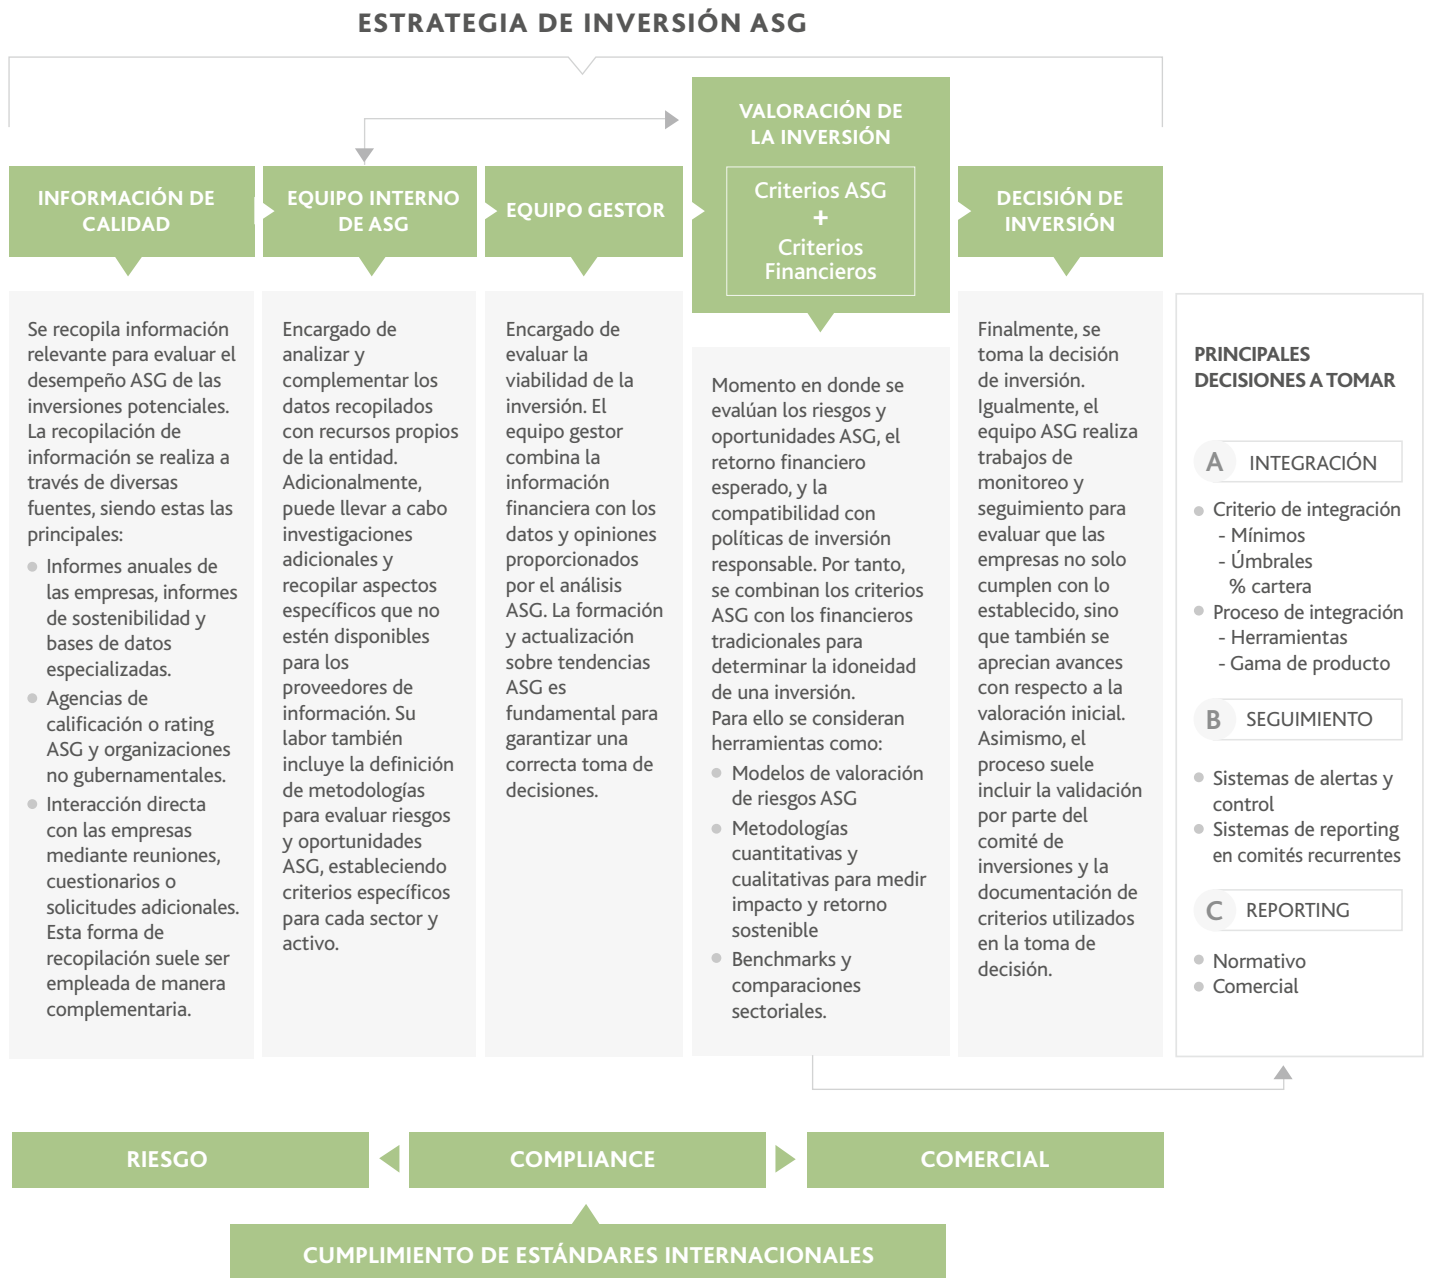 ESTRATEGIA DE INVERSIÓN ASG
INFORMACIÓN DE
CALIDAD
Se recopila información
relevante para evaluar el
desempeño ASG de las
inversiones potenciales.
La recopilación de
información se realiza a
través de diversas
fuentes, siendo estas las
principales:
Informes anuales de
las empresas, informes
de sostenibilidad y
bases de datos
especializadas.
Agencias de
calificación o rating
ASG y organizaciones
no gubernamentales.
Interacción directa
con las empresas
mediante reuniones,
cuestionarios o
solicitudes adicionales.
Esta forma de
recopilación suele ser
empleada de manera
complementaria.
EQUIPO INTERNO
DE ASG
Encargado de
analizar y
complementar los
datos recopilados
con recursos propios
de la entidad.
Adicionalmente,
puede llevar a cabo
investigaciones
adicionales y
recopilar aspectos
específicos que no
estén disponibles
para los
proveedores de
información. Su
labor también
incluye la definición
de metodologías
para evaluar riesgos
y oportunidades
ASG, estableciendo
criterios específicos
para cada sector y
activo.
EQUIPO GESTOR
Encargado de
evaluar la
viabilidad de la
inversión. El
equipo gestor
combina la
información
financiera con los
datos y opiniones
proporcionados
por el análisis
ASG. La formación
y actualización
sobre tendencias
ASG es
fundamental para
garantizar una
correcta toma de
decisiones.
VALORACIÓN DE
LA INVERSIÓN
Criterios ASG
+
Criterios
Financieros
Momento en donde se
evalúan los riesgos y
oportunidades ASG, el
retorno financiero
esperado, y la
compatibilidad con
políticas de inversión
responsable. Por tanto,
se combinan los criterios
ASG con los financieros
tradicionales para
determinar la idoneidad
de una inversión.
Para ello se consideran
herramientas como:
Modelos de valoración
de riesgos ASG
Metodologías
cuantitativas y
cualitativas para medir
impacto y retorno
sostenible
Benchmarks y
comparaciones
sectoriales.
DECISIÓN DE
INVERSIÓN
Finalmente, se
toma la decisión
de inversión.
Igualmente, el
equipo ASG realiza
trabajos de
monitoreo y
seguimiento para
evaluar que las
empresas no solo
cumplen con lo
establecido, sino
que también se
aprecian avances
con respecto a la
valoración inicial.
Asimismo, el
proceso suele
incluir la validación
por parte del
comité de
inversiones y la
documentación de
criterios utilizados
en la toma de
decisión.
PRINCIPALES
DECISIONES A TOMAR
A INTEGRACIÓN
Criterio de integración
- Mínimos
- Úmbrales
% cartera
Proceso de integración
- Herramientas
- Gama de producto
B SEGUIMIENTO
Sistemas de alertas y
control
Sistemas de reporting
en comités recurrentes
C REPORTING
Normativo
Comercial
RIESGO
COMPLIANCE
COMERCIAL
CUMPLIMIENTO DE ESTÁNDARES INTERNACIONALES